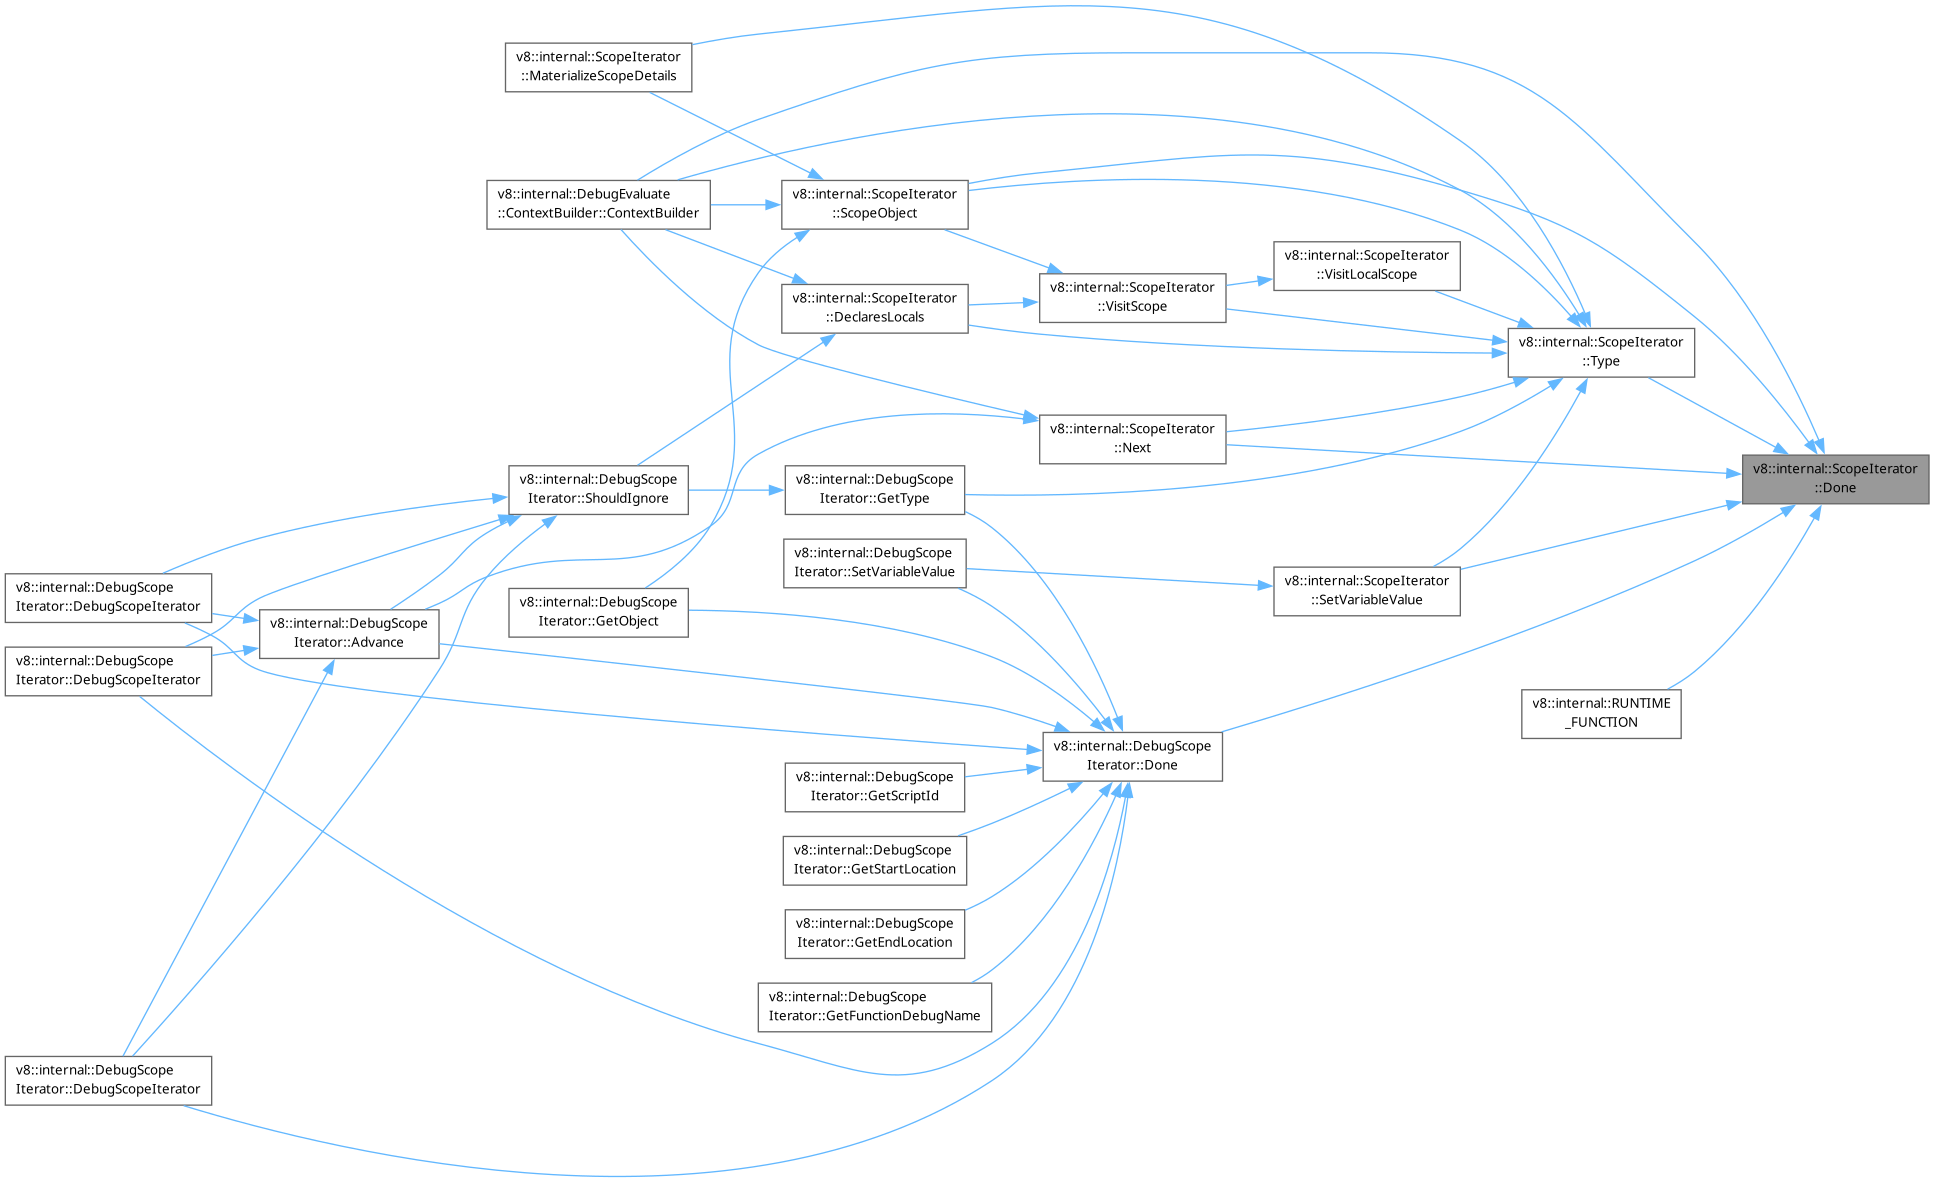 v8::internal::ScopeIterator
::MaterializeScopeDetails
v8::internal::DebugEvaluate
::ContextBuilder::ContextBuilder
v8::internal::ScopeIterator
::ScopeObject
v8::internal::ScopeIterator
::VisitLocalScope
v8::internal::ScopeIterator
::VisitScope
v8::internal::ScopeIterator
::DeclaresLocals
v8::internal::ScopeIterator
::Type
v8::internal::ScopeIterator
::Next
v8::internal::ScopeIterator
::Done
v8::internal::DebugScope
Iterator::ShouldIgnore
v8::internal::DebugScope
Iterator::GetType
v8::internal::DebugScope
Iterator::SetVariableValue
v8::internal::ScopeIterator
::SetVariableValue
v8::internal::DebugScope
Iterator::DebugScopeIterator
v8::internal::DebugScope
Iterator::GetObject
v8::internal::DebugScope
Iterator::Advance
v8::internal::DebugScope
Iterator::DebugScopeIterator
v8::internal::RUNTIME
_FUNCTION
v8::internal::DebugScope
Iterator::Done
v8::internal::DebugScope
Iterator::GetScriptId
v8::internal::DebugScope
Iterator::GetStartLocation
v8::internal::DebugScope
Iterator::GetEndLocation
v8::internal::DebugScope
Iterator::GetFunctionDebugName
v8::internal::DebugScope
Iterator::DebugScopeIterator